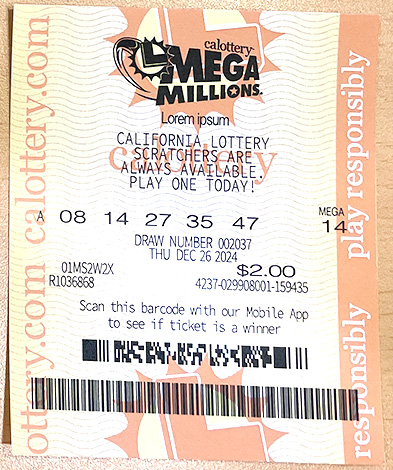 calottery
MEGA
MILLIONS.
Lorem ipsum
CALIFORNIA LOTTERY
SCRATCHERS ARE
ALWAYS AVAILABLE.
PLAY ONE TODAY!
calottery
A 08 14 27 35 47 MEGA 14
DRAW NUMBER 002037
THU DEC 26 2024
01MS2W2X $2.00
R1036868 4237-029908001-159435
Scan this barcode with our Mobile App
to see if ticket is a winner
ottery.com calottery.com
responsibly play responsibly